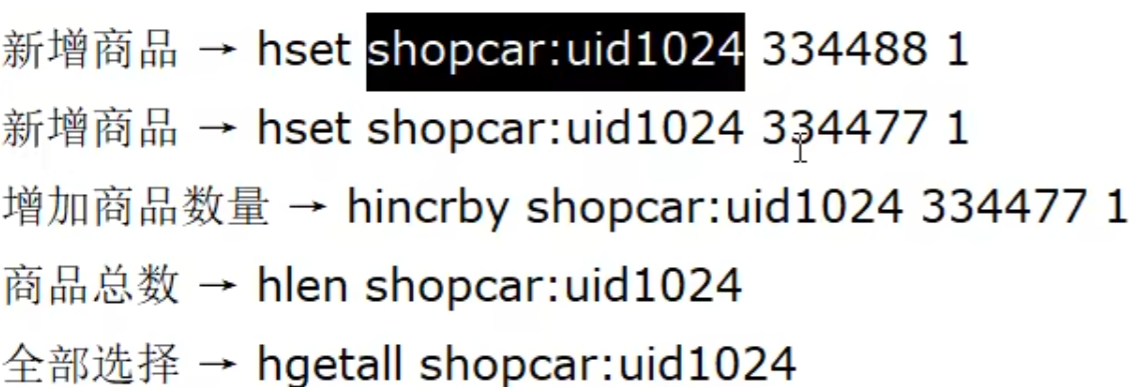 新增商品 → hset shopcar:uid1024 334488 1
新增商品 → hset shopcar:uid1024 334477 1
增加商品数量 → hincrby shopcar:uid1024 334477 1
商品总数 → hlen shopcar:uid1024
全部选择 → hgetall shopcar:uid1024